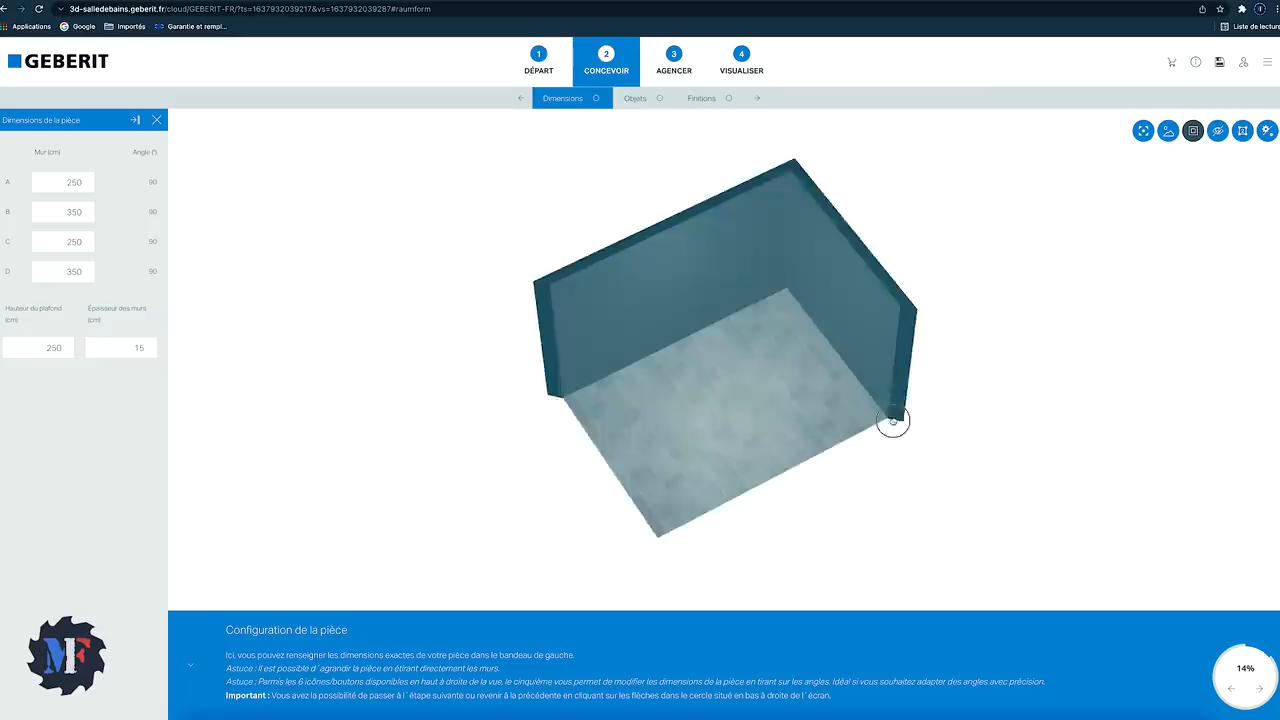 3d-salledebains.geberit.fr/cloud/GEBERIT-FR/?ts=1637932039217&vs=1637932039287#raumform
Applications Google Importés Garantie et rempl... Liste de lecture
GEBERIT
1 2 3 4
DÉPART CONCEVOIR AGENCER VISUALISER
Dimensions Objets Finitions
Dimensions de la pièce
Mur (cm) Angle (°)
A 250 90
B 350 90
C 250 90
D 350 90
Hauteur du plafond (cm)
Épaisseur des murs (cm)
250 15
MF
Configuration de la pièce
Ici, vous pouvez renseigner les dimensions exactes de votre pièce dans le bandeau de gauche.
Astuce : Il est possible d´agrandir la pièce en étirant directement les murs.
Astuce : Parmis les 6 icônes/boutons disponibles en haut à droite de la vue, le cinquième vous permet de modifier les dimensions de la pièce en tirant sur les angles. Idéal si vous souhaitez adapter des angles avec précision.
Important : Vous avez la possibilité de passer à l´étape suivante ou revenir à la précédente en cliquant sur les flèches dans le cercle situé en bas à droite de l´écran.
14%